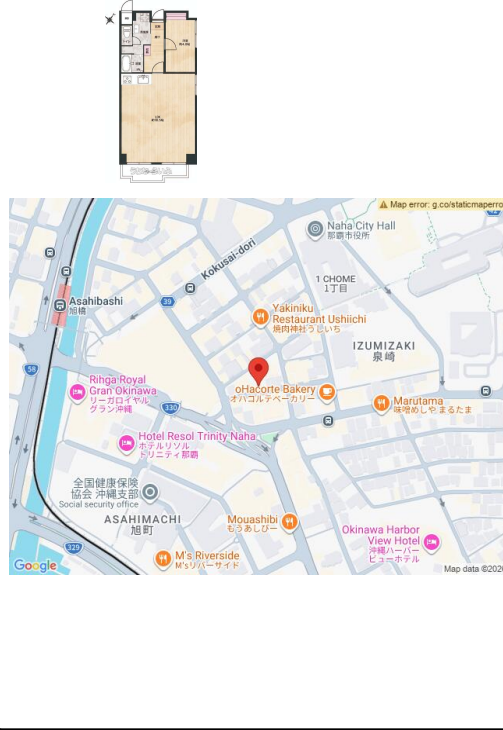 Map error: g.co/staticmaperro
Naha City Hall
那覇市役所
Kokusai-dori
1 CHOME
1丁目
Asahibashi
旭橋
39
Yakiniku
Restaurant Ushiichi
焼肉神社うしいち
IZUMIZAKI
泉崎
58
Rihga Royal
Gran Okinawa
リーガロイヤル
グラン沖縄
oHacorte Bakery
オハコルテベーカリー
Marutama
味噌めしや まるたま
330
Hotel Resol Trinity Naha
ホテルリソル
トリニティ那覇
全国健康保険
協会 沖縄支部
Social security office
ASAHIMACHI
旭町
Mouashibi
もうあしびー
Okinawa Harbor
View Hotel
沖縄ハーバー
ビューホテル
329
M's Riverside
M'sリバーサイド
Google
Map data ©2026